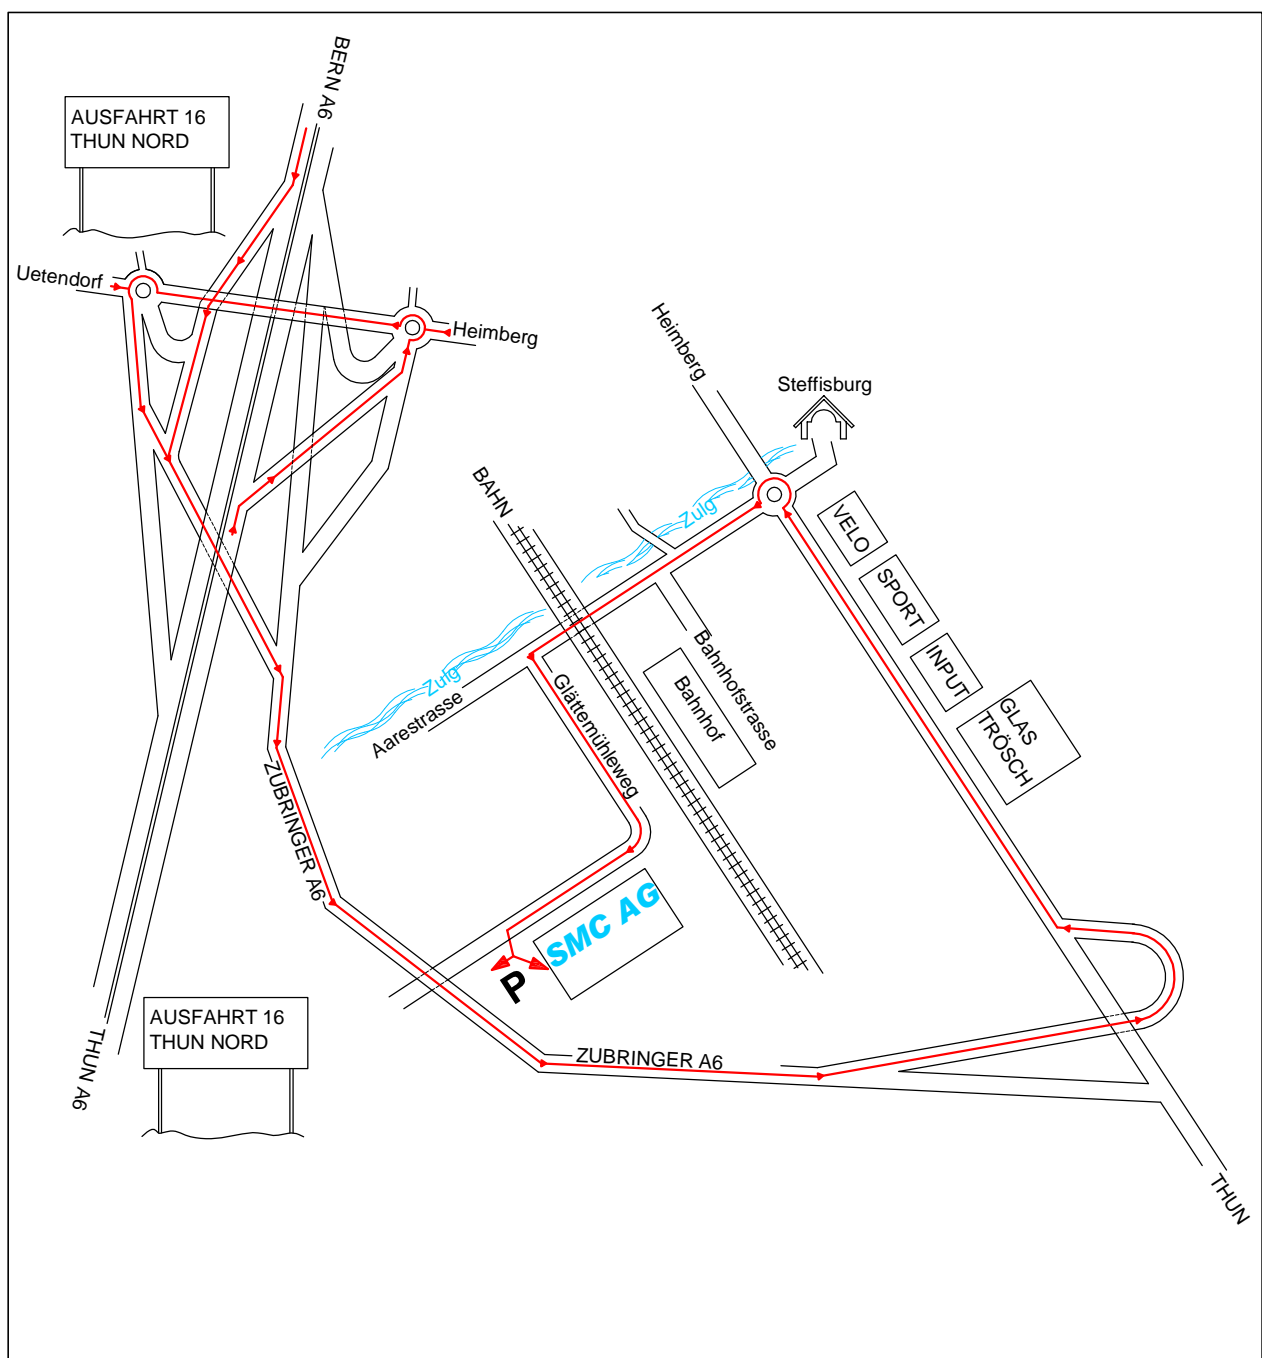 BERN A6
AUSFAHRT 16
THUN NORD
Uetendorf
Heimberg
Heimberg
Steffisburg
BAHN
Zulg
VELO
SPORT
INPUT
GLAS
TRÖSCH
Zulg
Aarestrasse
Glättemühleweg
Bahnhof
Bahnhofstrasse
ZUBRINGER A6
SMC AG
P
AUSFAHRT 16
THUN NORD
THUN A6
ZUBRINGER A6
THUN